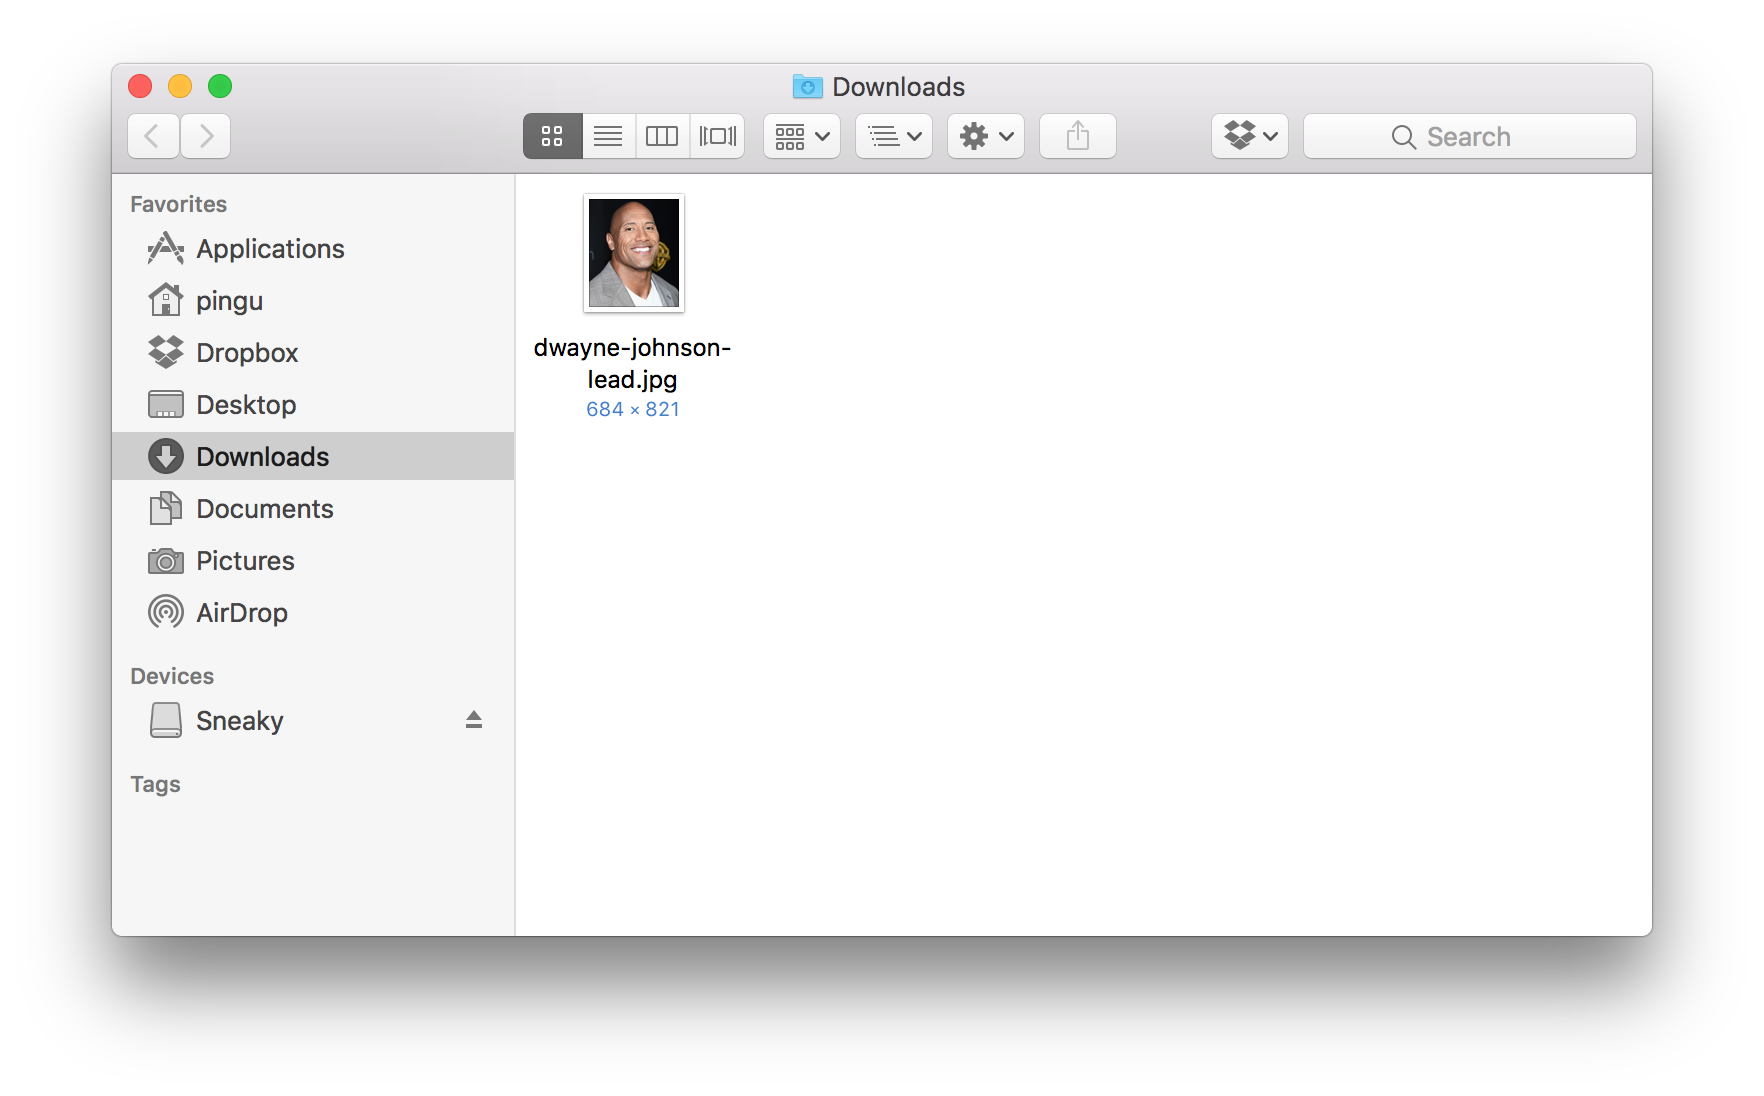 Downloads
Search
Favorites
Applications
pingu
Dropbox
Desktop
Downloads
Documents
Pictures
AirDrop
Devices
Sneaky
Tags
dwayne-johnson-
lead.jpg
684 × 821